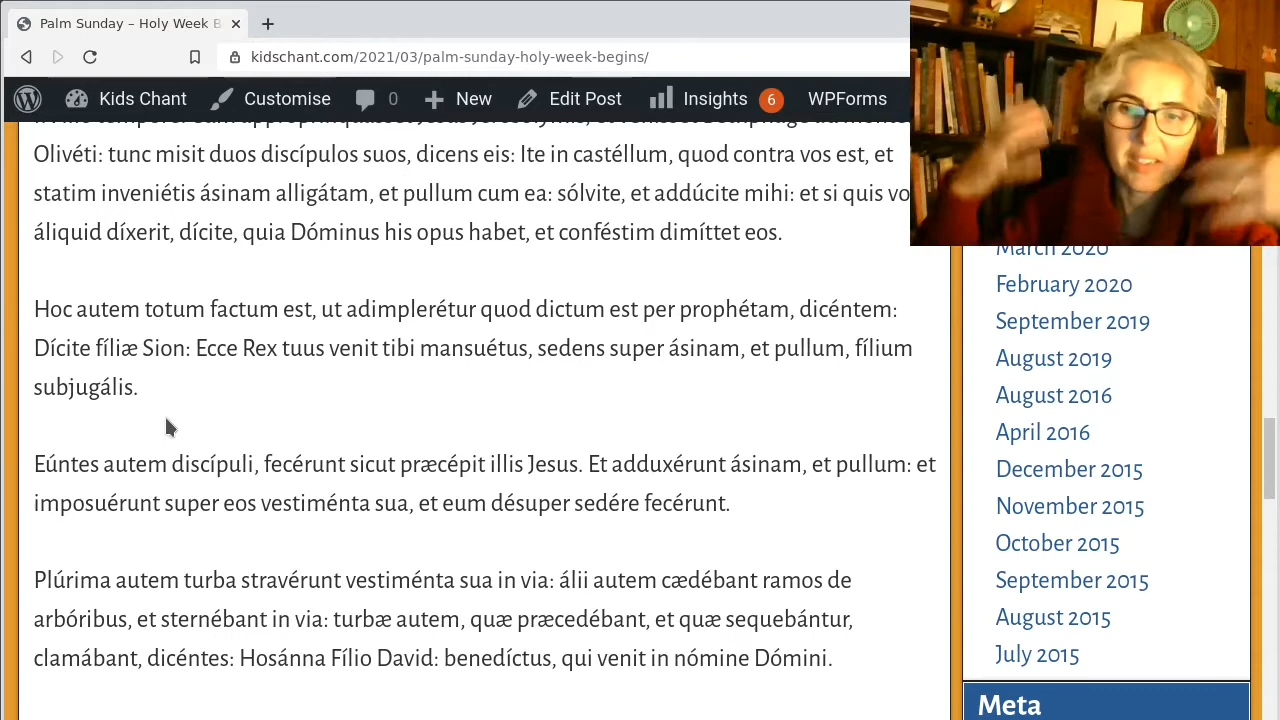 Palm Sunday – Holy Week B
kidschant.com/2021/03/palm-sunday-holy-week-begins/
Kids Chant Customise 0 New Edit Post Insights 6 WPForms
Olivéti: tunc misit duos discípulos suos, dicens eis: Ite in castéllum, quod contra vos est, et
statim inveniétis ásinam alligátam, et pullum cum ea: sólvite, et addúcite mihi: et si quis vo
áliquid díxerit, dícite, quia Dóminus his opus habet, et conféstim dimíttet eos.
Hoc autem totum factum est, ut adimplerétur quod dictum est per prophétam, dicéntem:
Dícite fíliæ Sion: Ecce Rex tuus venit tibi mansuétus, sedens super ásinam, et pullum, fílium
subjugális.
Eúntes autem discípuli, fecérunt sicut præcépit illis Jesus. Et adduxérunt ásinam, et pullum: et
imposuérunt super eos vestiménta sua, et eum désuper sedére fecérunt.
Plúrima autem turba stravérunt vestiménta sua in via: álii autem cædébant ramos de
arbóribus, et sternébant in via: turbæ autem, quæ præcedébant, et quæ sequebántur,
clamábant, dicéntes: Hosánna Fílio David: benedíctus, qui venit in nómine Dómini.
March 2020
February 2020
September 2019
August 2019
August 2016
April 2016
December 2015
November 2015
October 2015
September 2015
August 2015
July 2015
Meta